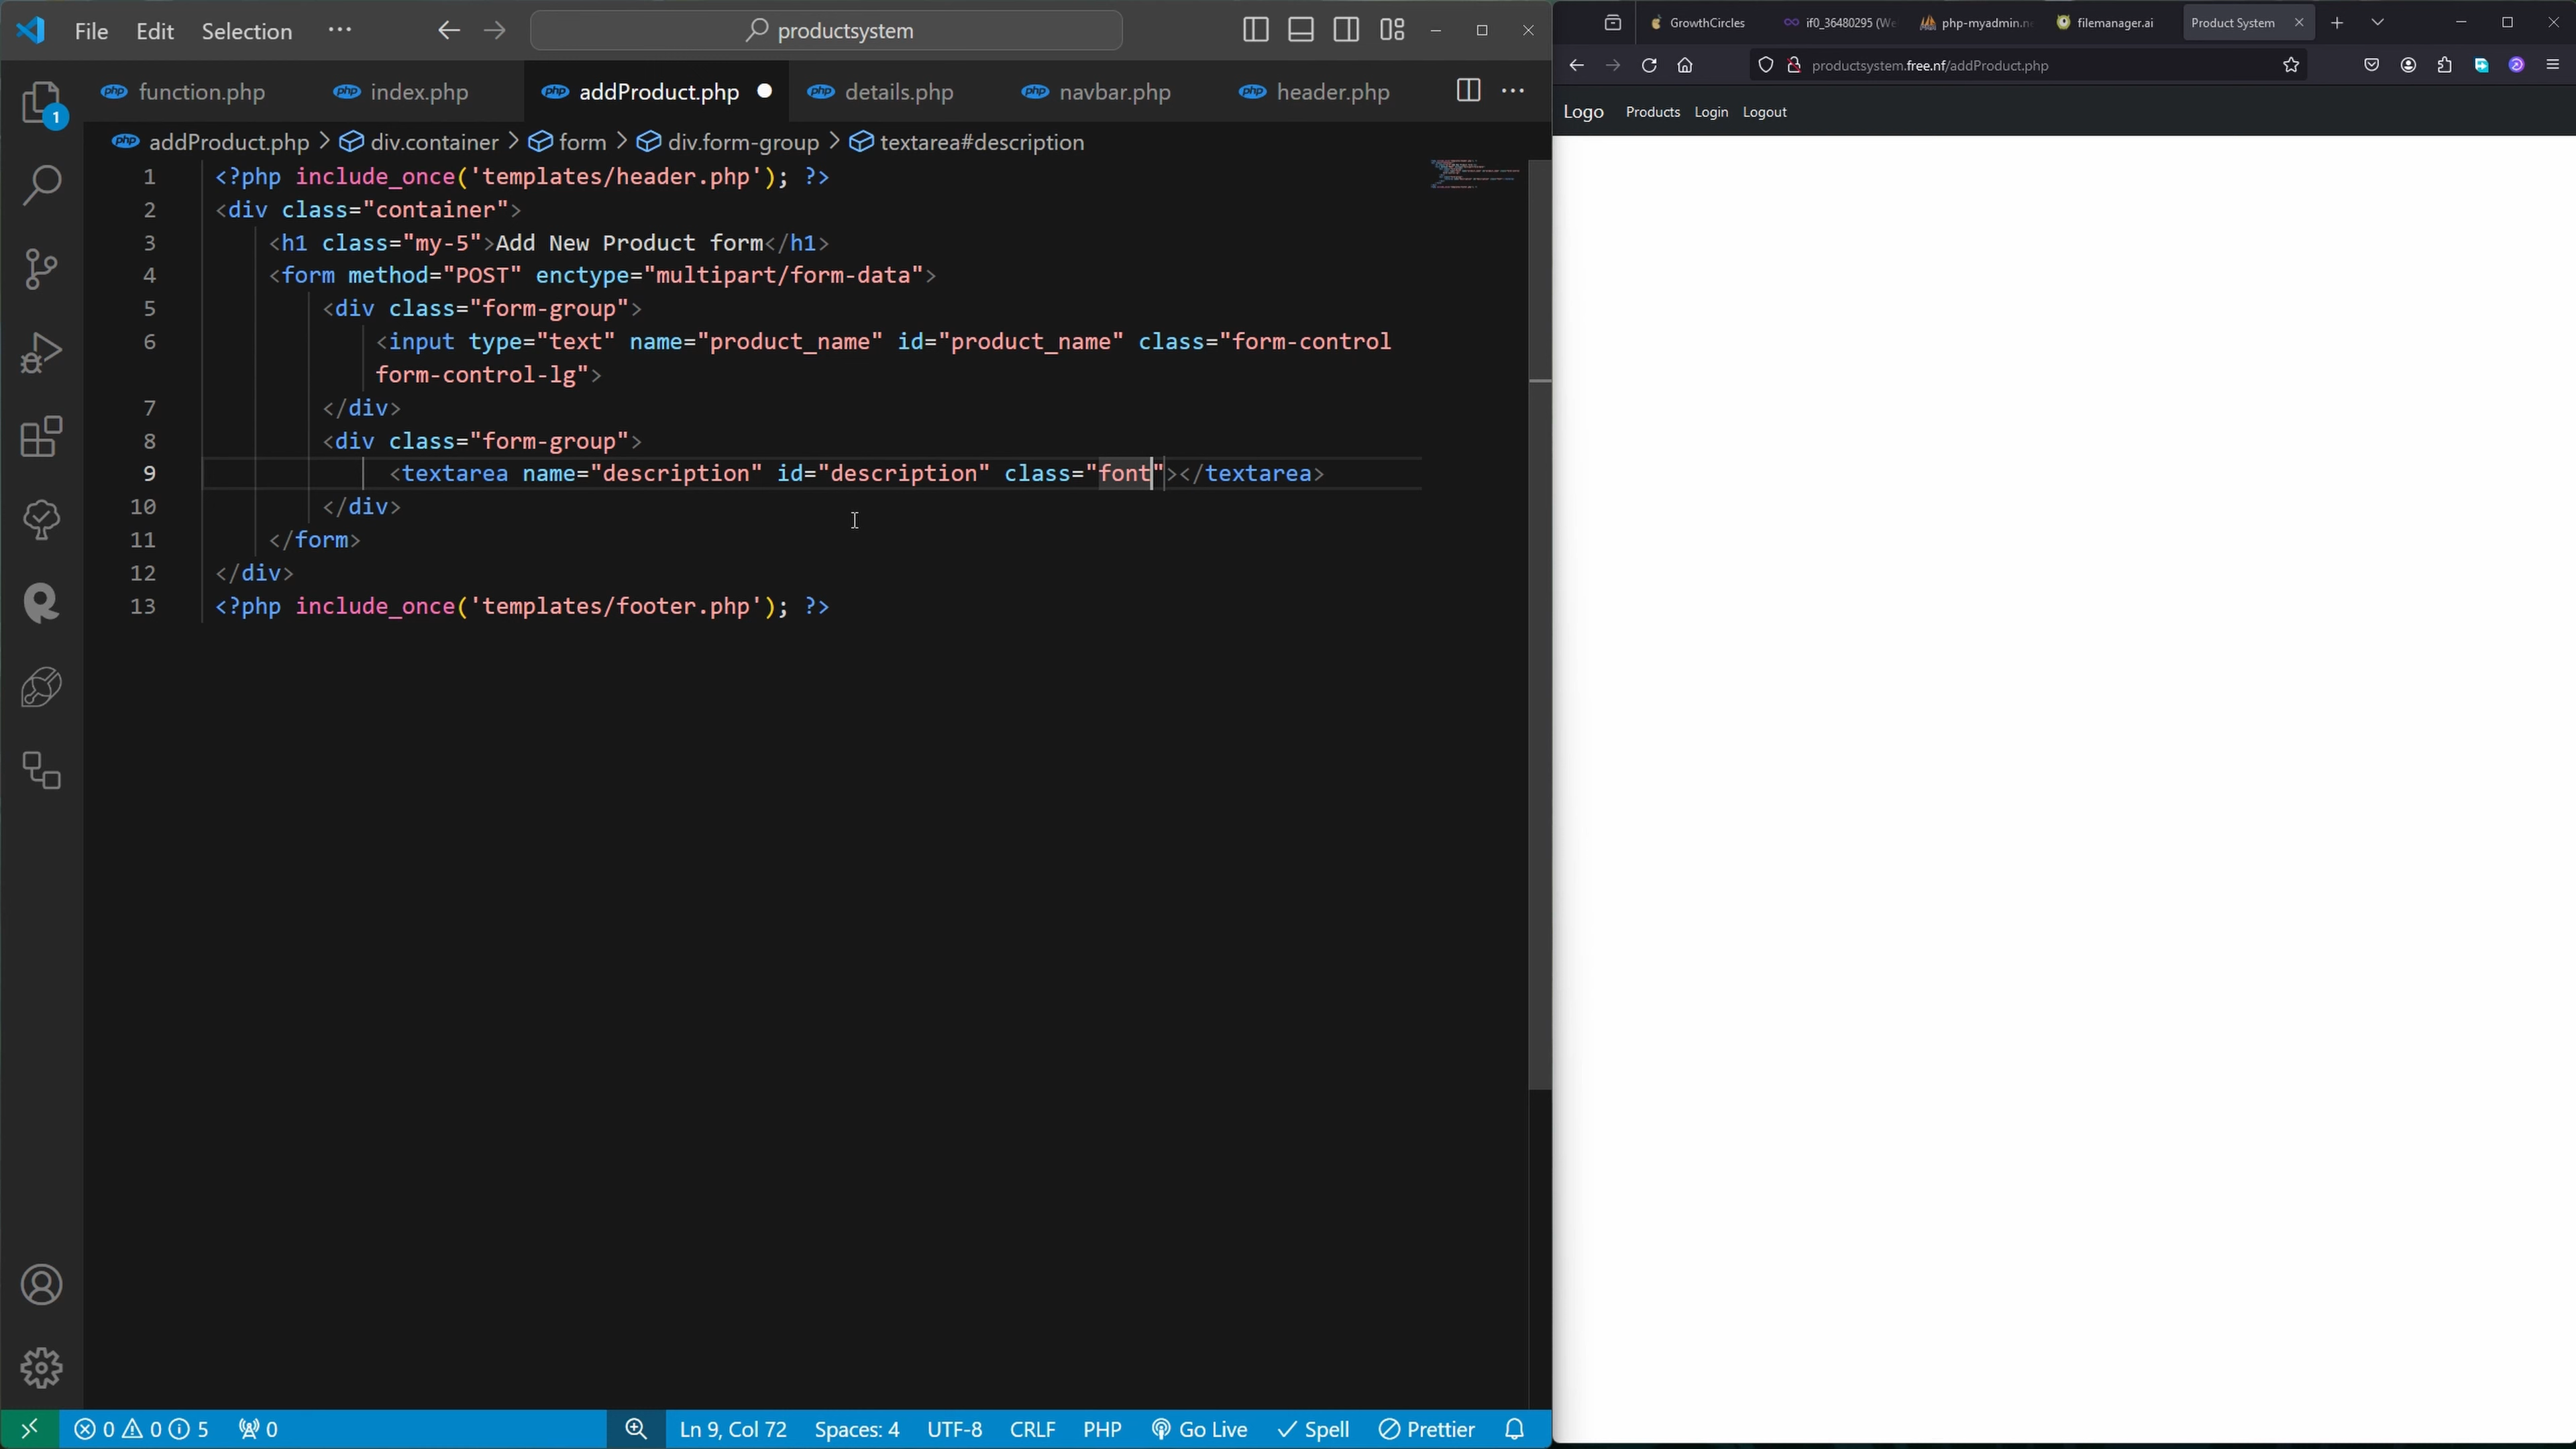 File Edit Selection ··· productsystem
function.php index.php addProduct.php details.php navbar.php header.php ···
addProduct.php > div.container > form > div.form-group > textarea#description
1 <?php include_once('templates/header.php'); ?>
2 <div class="container">
3 <h1 class="my-5">Add New Product form</h1>
4 <form method="POST" enctype="multipart/form-data">
5 <div class="form-group">
6 <input type="text" name="product_name" id="product_name" class="form-control
form-control-lg">
7 </div>
8 <div class="form-group">
9 <textarea name="description" id="description" class="font"></textarea>
10 </div>
11 </form>
12 </div>
13 <?php include_once('templates/footer.php'); ?>
1
0 0 5 0 Ln 9, Col 72 Spaces: 4 UTF-8 CRLF PHP Go Live Spell Prettier
GrowthCircles if0_36480295 (We php-myadmin.ne filemanager.ai Product System
productsystem.free.nf/addProduct.php
Logo Products Login Logout